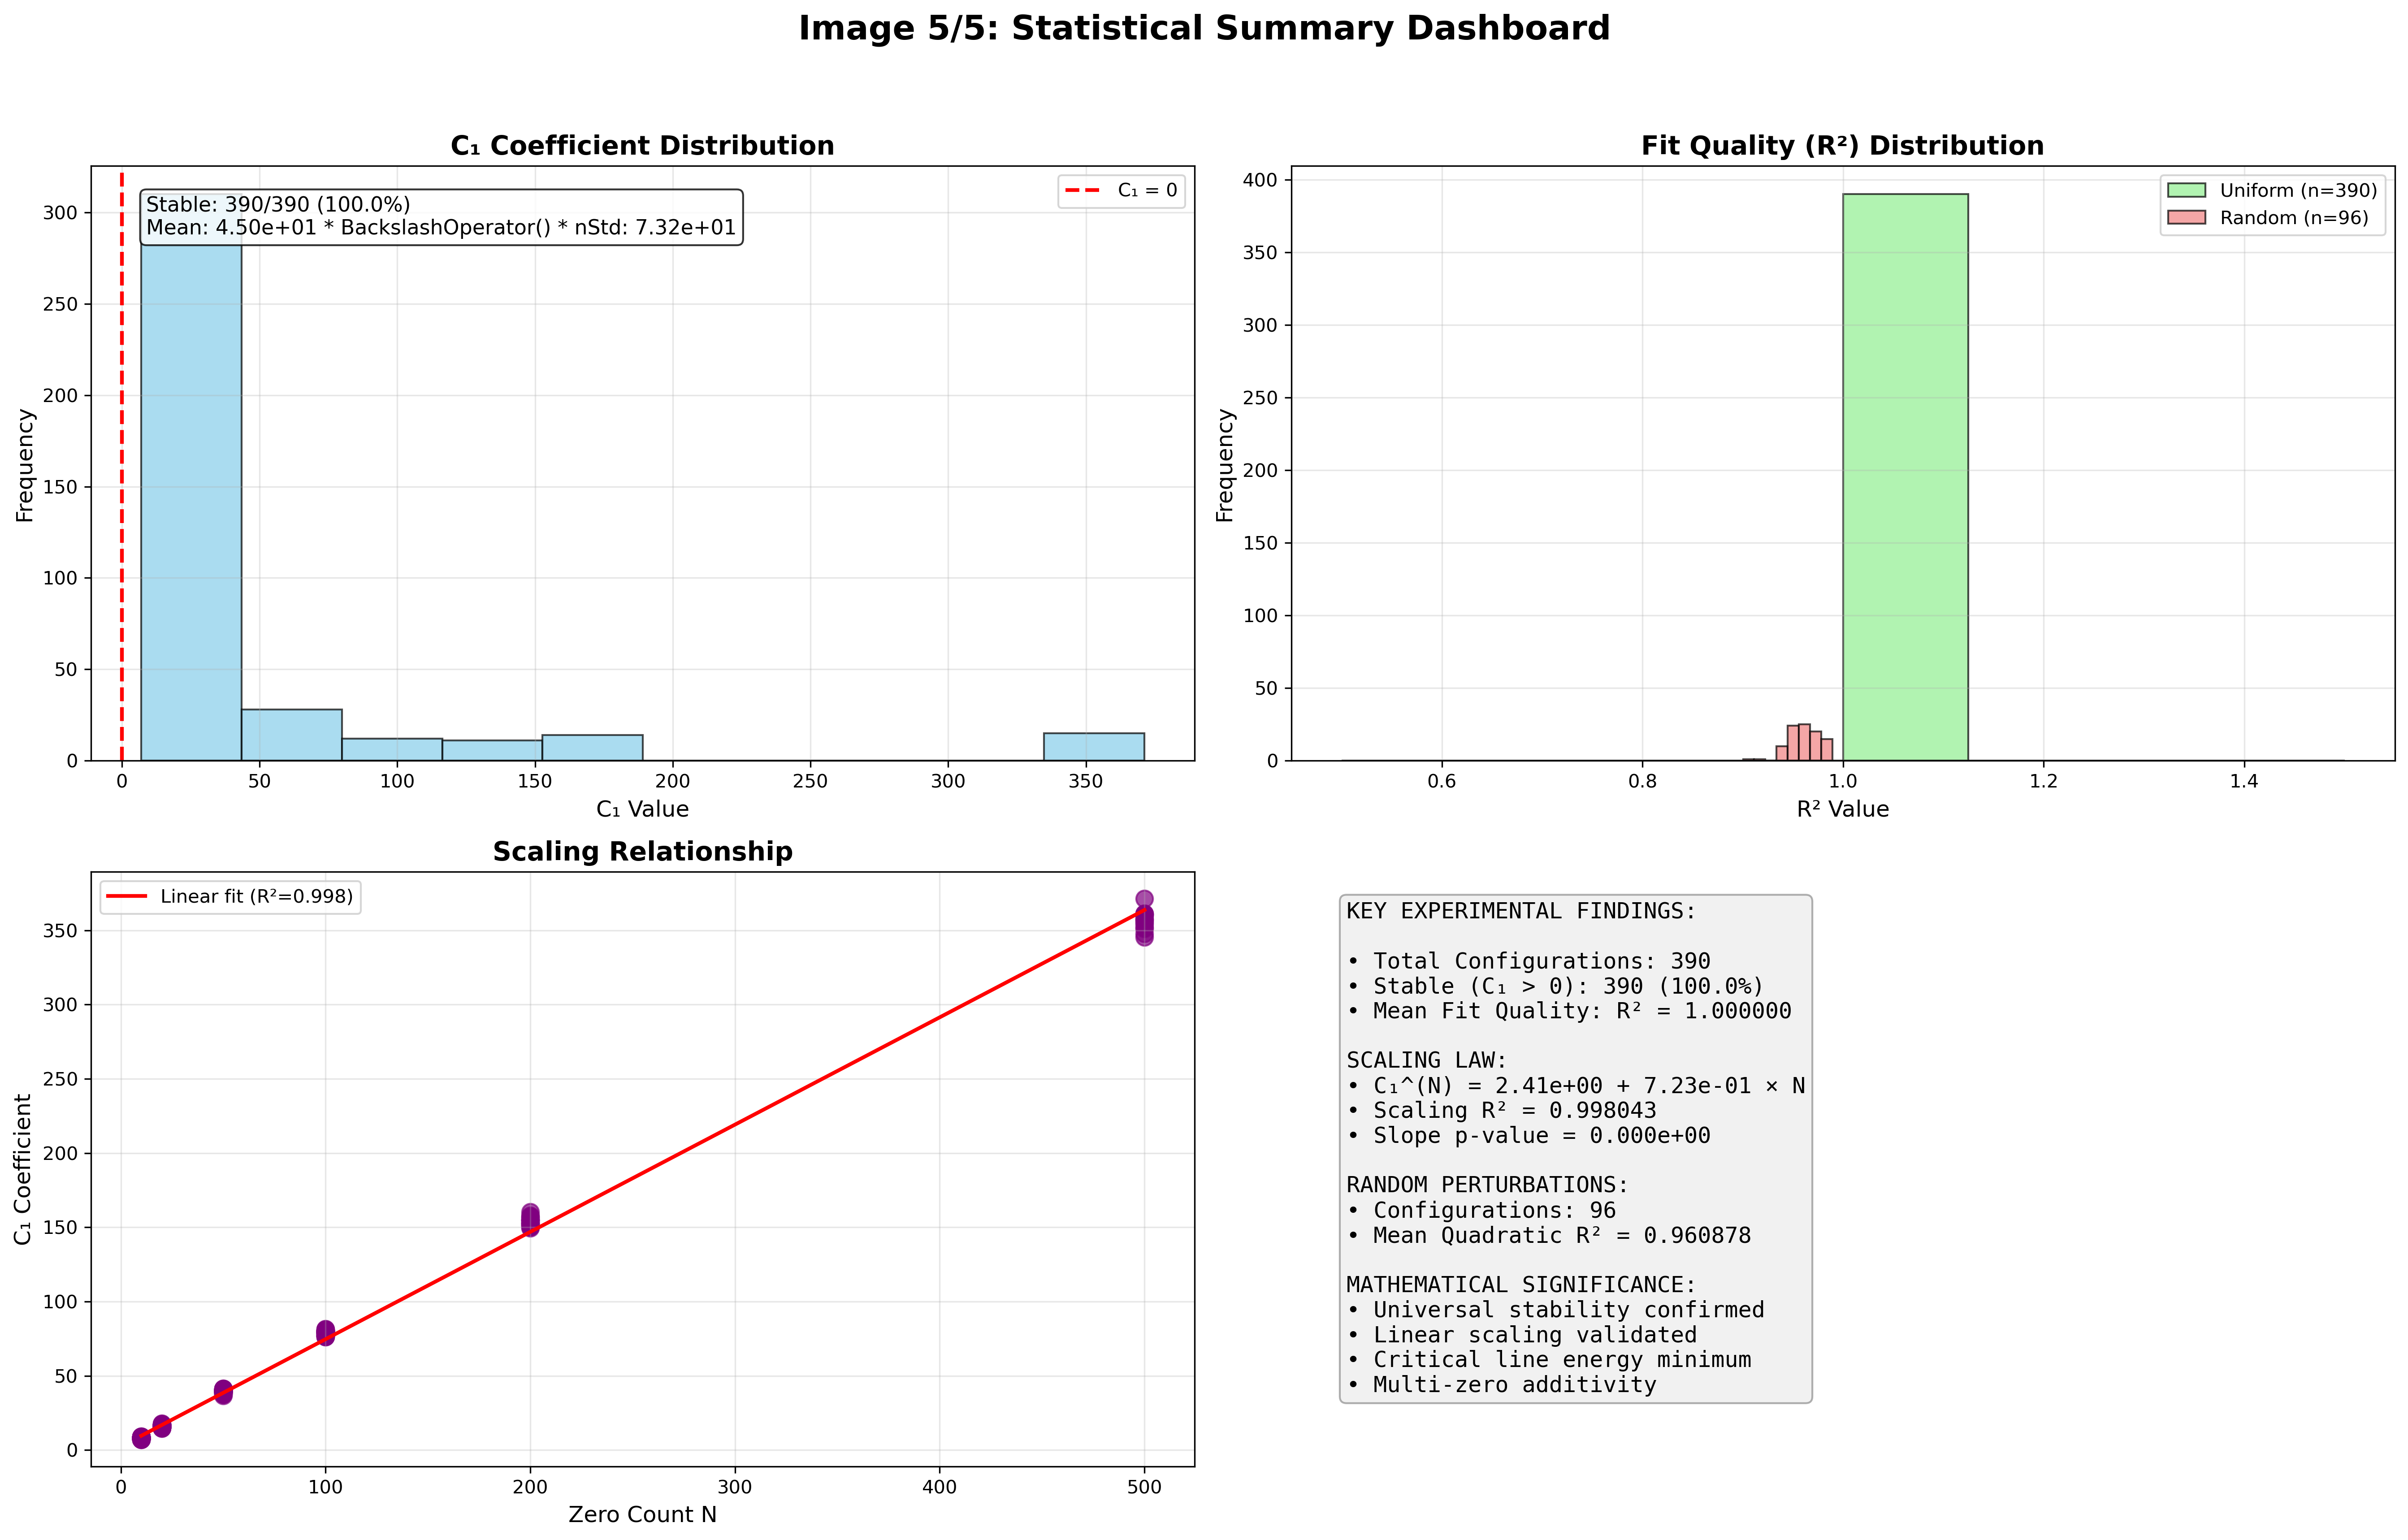 Image 5/5: Statistical Summary Dashboard
C₁ Coefficient Distribution
Stable: 390/390 (100.0%)
Mean: 4.50e+01 * BackslashOperator() * nStd: 7.32e+01
C₁ = 0
300
250
200
150
100
50
0
Frequency
0 50 100 150 200 250 300 350
C₁ Value
Fit Quality (R²) Distribution
Uniform (n=390)
Random (n=96)
400
350
300
250
200
150
100
50
0
Frequency
0.6 0.8 1.0 1.2 1.4
R² Value
Scaling Relationship
Linear fit (R²=0.998)
350
300
250
200
150
100
50
0
C₁ Coefficient
0 100 200 300 400 500
Zero Count N
KEY EXPERIMENTAL FINDINGS:
• Total Configurations: 390
• Stable (C₁ > 0): 390 (100.0%)
• Mean Fit Quality: R² = 1.000000
SCALING LAW:
• C₁^(N) = 2.41e+00 + 7.23e-01 × N
• Scaling R² = 0.998043
• Slope p-value = 0.000e+00
RANDOM PERTURBATIONS:
• Configurations: 96
• Mean Quadratic R² = 0.960878
MATHEMATICAL SIGNIFICANCE:
• Universal stability confirmed
• Linear scaling validated
• Critical line energy minimum
• Multi-zero additivity